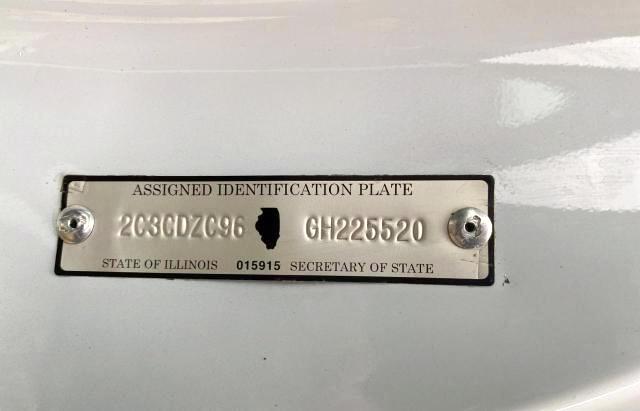 ASSIGNED IDENTIFICATION PLATE
2C3CDZC96 GH225520
STATE OF ILLINOIS 015915 SECRETARY OF STATE